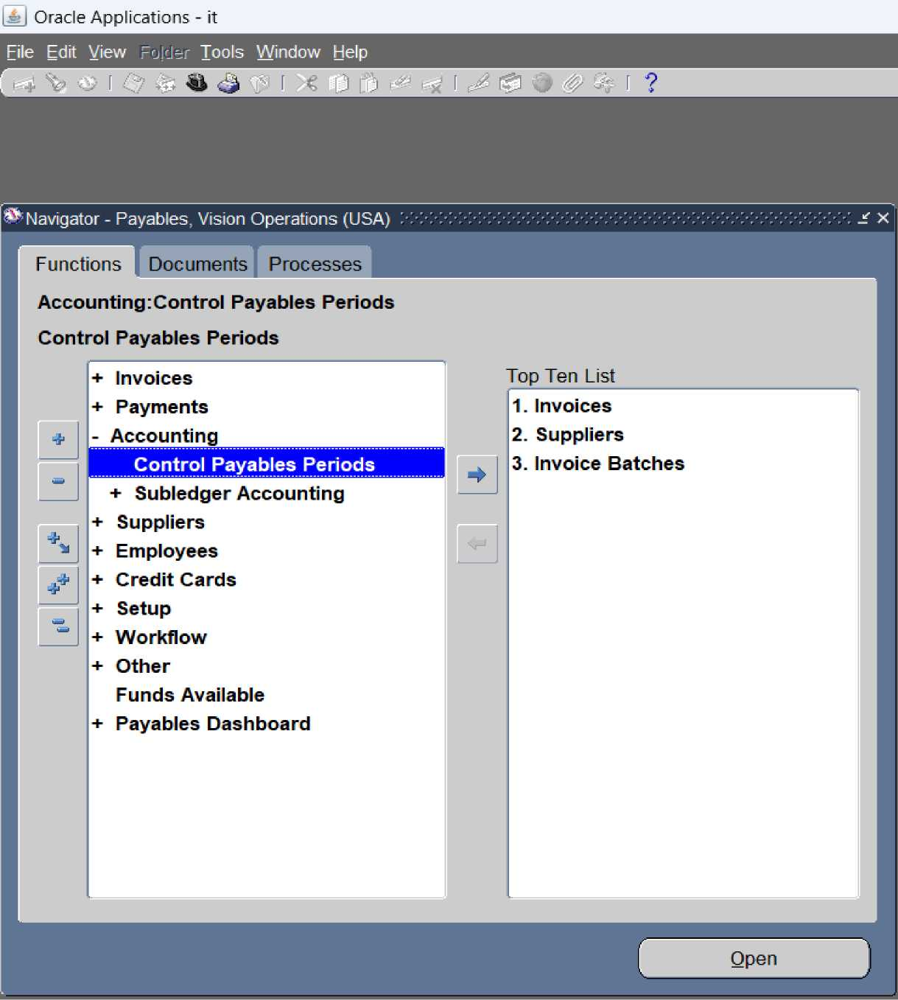 Oracle Applications - it
File Edit View Folder Tools Window Help
?
Navigator - Payables, Vision Operations (USA)
Functions Documents Processes
Accounting:Control Payables Periods
Control Payables Periods
+ Invoices
+ Payments
- Accounting
Control Payables Periods
+ Subledger Accounting
+ Suppliers
+ Employees
+ Credit Cards
+ Setup
+ Workflow
+ Other
Funds Available
+ Payables Dashboard
Top Ten List
1. Invoices
2. Suppliers
3. Invoice Batches
Open